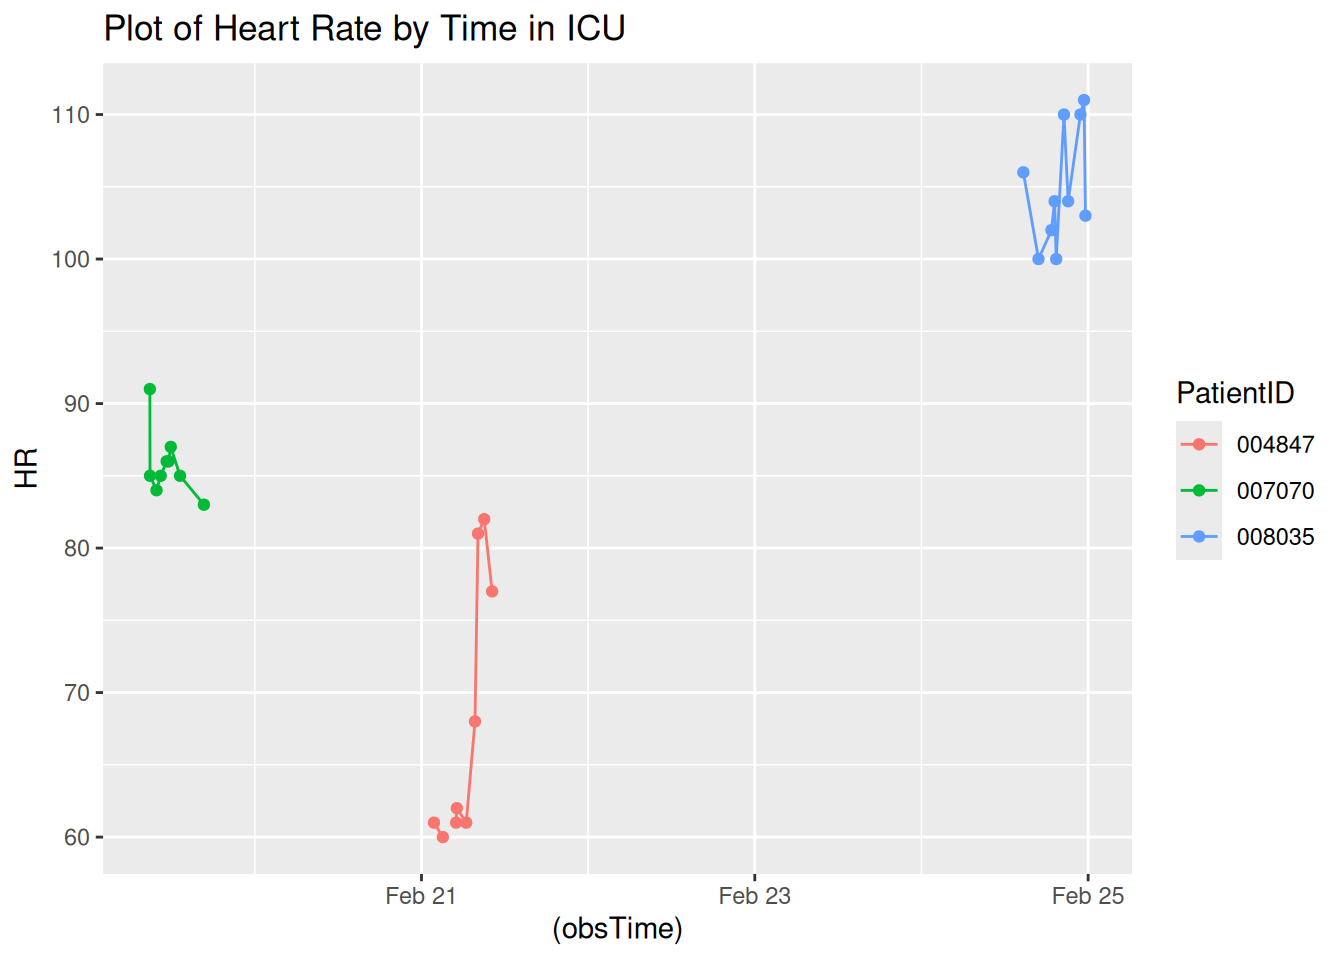 Plot of Heart Rate by Time in ICU
110
100
90
80
70
60
HR
Feb 21
Feb 23
Feb 25
(obsTime)
PatientID
004847
007070
008035